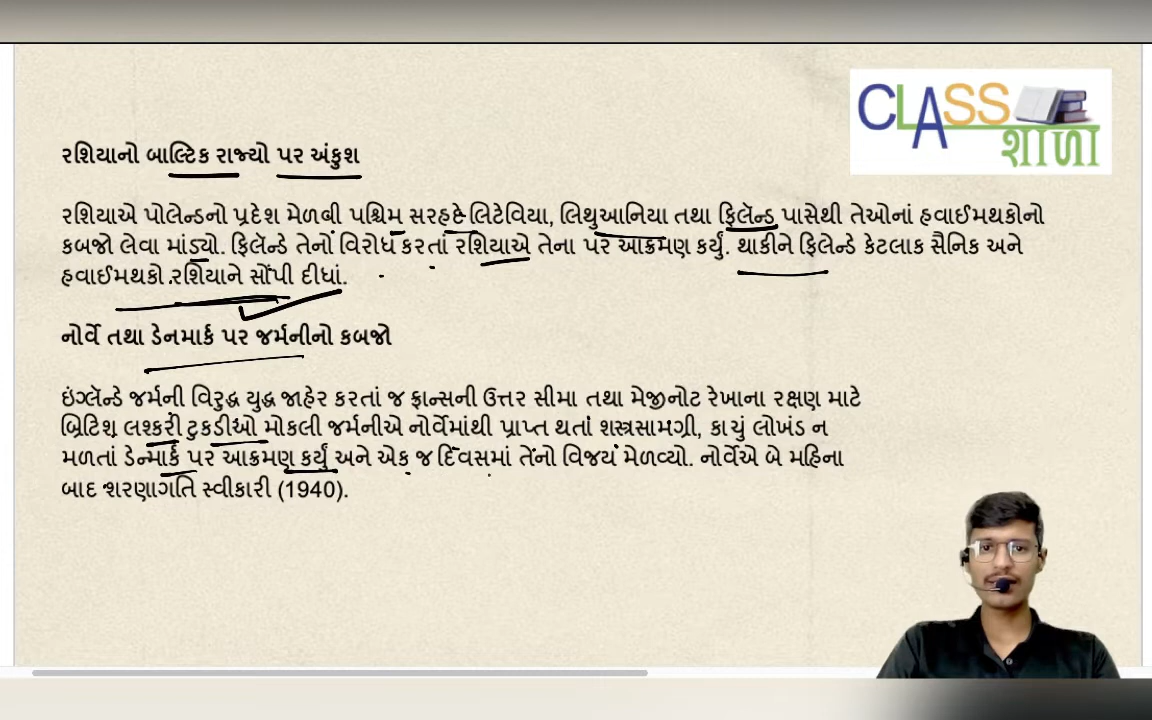 CLASS
શાળા
રશિયાનો બાલ્ટિક રાજ્યો પર અંકુશ
રશિયાએ પોલેન્ડનો પ્રદેશ મેળબી પશ્ચિમ સરહદે લિટેવિયા, લિથુઆનિયા તથા ફિલૅન્ડ પાસેથી તેઓનાં હવાઈમથકોનો
કબજો લેવા માંડ્યો. ફિલૅન્ડે તેનો વિરોધ કરતાં રશિયાએ તેના પર આક્રમણ કર્યું. થાકીને ફિલેન્ડે કેટલાક સૈનિક અને
હવાઈમથકો રશિયાને સોંપી દીધાં.
નોર્વે તથા ડેનમાર્ક પર જર્મનીનો કબજો
ઇંગ્લૅન્ડે જર્મની વિરુદ્ધ યુદ્ધ જાહેર કરતાં જ ફ્રાન્સની ઉત્તર સીમા તથા મેજીનોટ રેખાના રક્ષણ માટે
બ્રિટિશ લશ્કરી ટુકડીઓ મોકલી જર્મનીએ નોર્વેમાંથી પ્રાપ્ત થતાં શસ્ત્રસામગ્રી, કાચું લોખંડ ન
મળતાં ડેન્માર્ક પર આક્રમણ કર્યું અને એક જ દિવસમાં તેનો વિજય મેળવ્યો. નોર્વેએ બે મહિના
બાદ શરણાગતિ સ્વીકારી (1940).